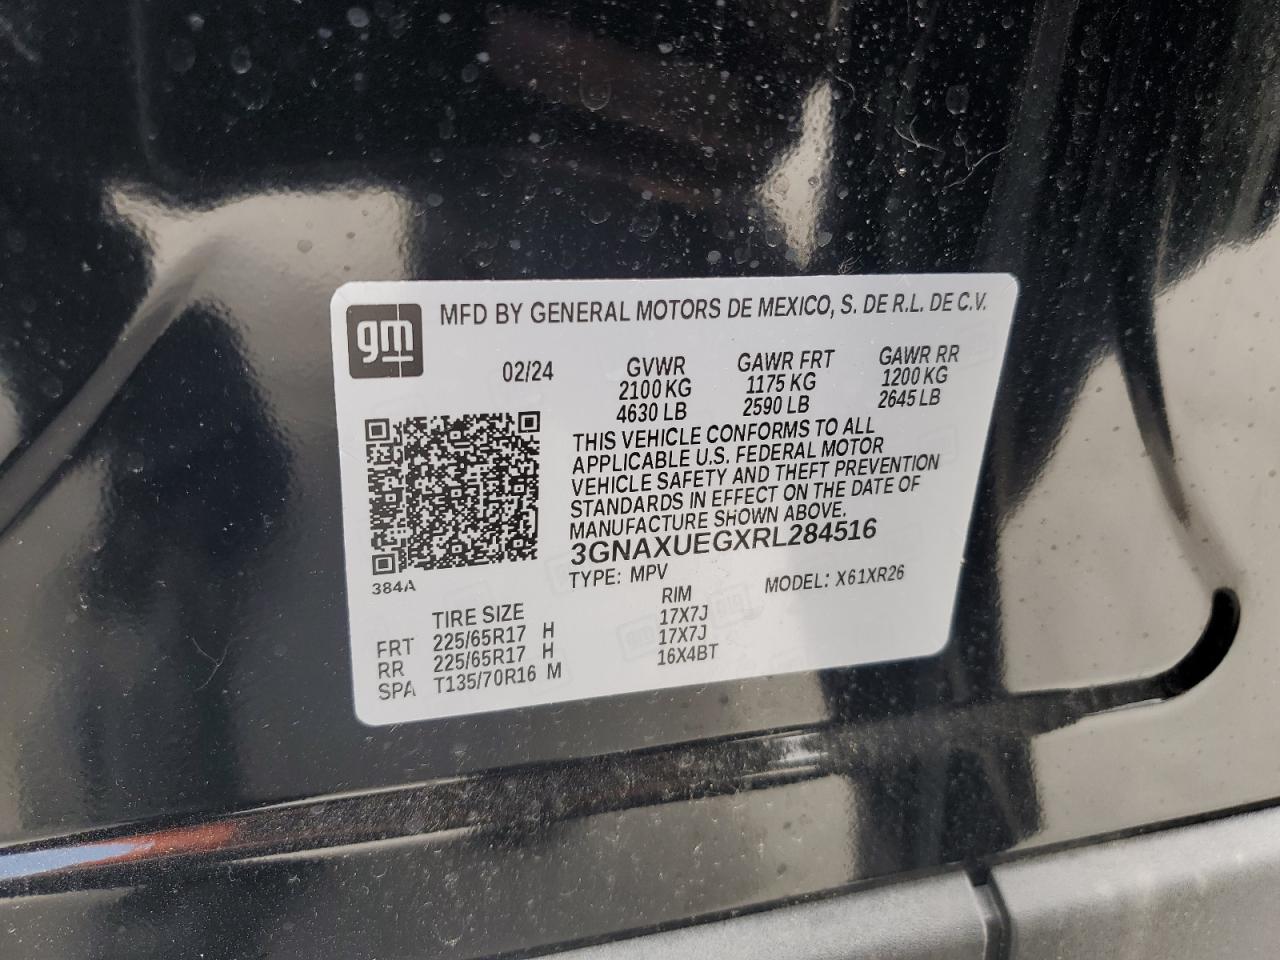 gm
MFD BY GENERAL MOTORS DE MEXICO, S. DE R.L. DE C.V.
02/24 GVWR GAWR FRT GAWR RR
2100 KG 1175 KG 1200 KG
4630 LB 2590 LB 2645 LB
THIS VEHICLE CONFORMS TO ALL
APPLICABLE U.S. FEDERAL MOTOR
VEHICLE SAFETY AND THEFT PREVENTION
STANDARDS IN EFFECT ON THE DATE OF
MANUFACTURE SHOWN ABOVE.
3GNAXUEGXRL284516
384A
TYPE: MPV MODEL: X61XR26
TIRE SIZE RIM
FRT 225/65R17 H 17X7J
RR 225/65R17 H 17X7J
SPA T135/70R16 M 16X4BT